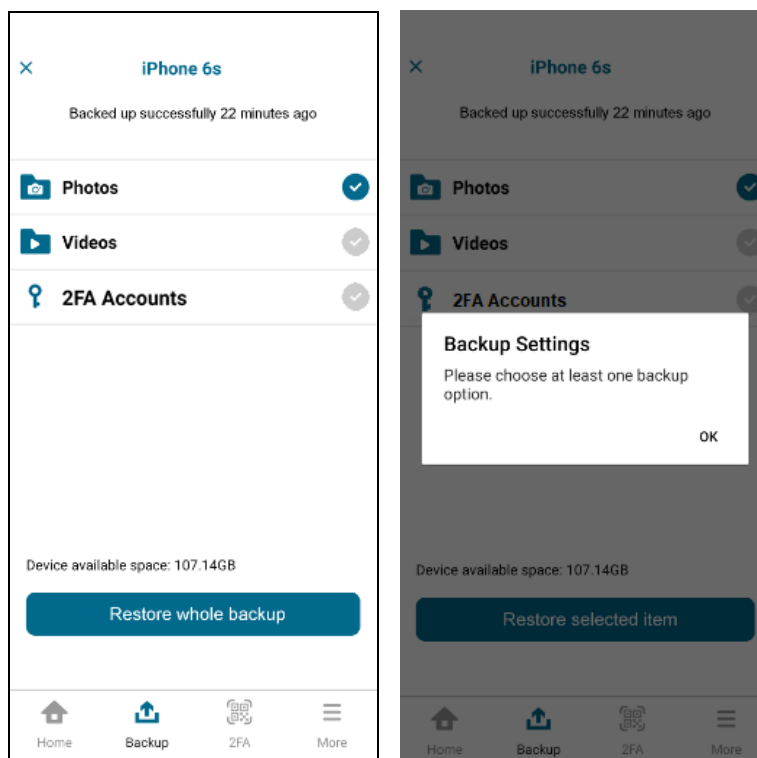 iPhone 6s
Backed up successfully 22 minutes ago
Photos
Videos
2FA Accounts
Device available space: 107.14GB
Restore whole backup
Home
Backup
2FA
More
iPhone 6s
Backed up successfully 22 minutes ago
Photos
Videos
2FA Accounts
Backup Settings
Please choose at least one backup
option.
OK
Device available space: 107.14GB
Restore selected item
Home
Backup
2FA
More